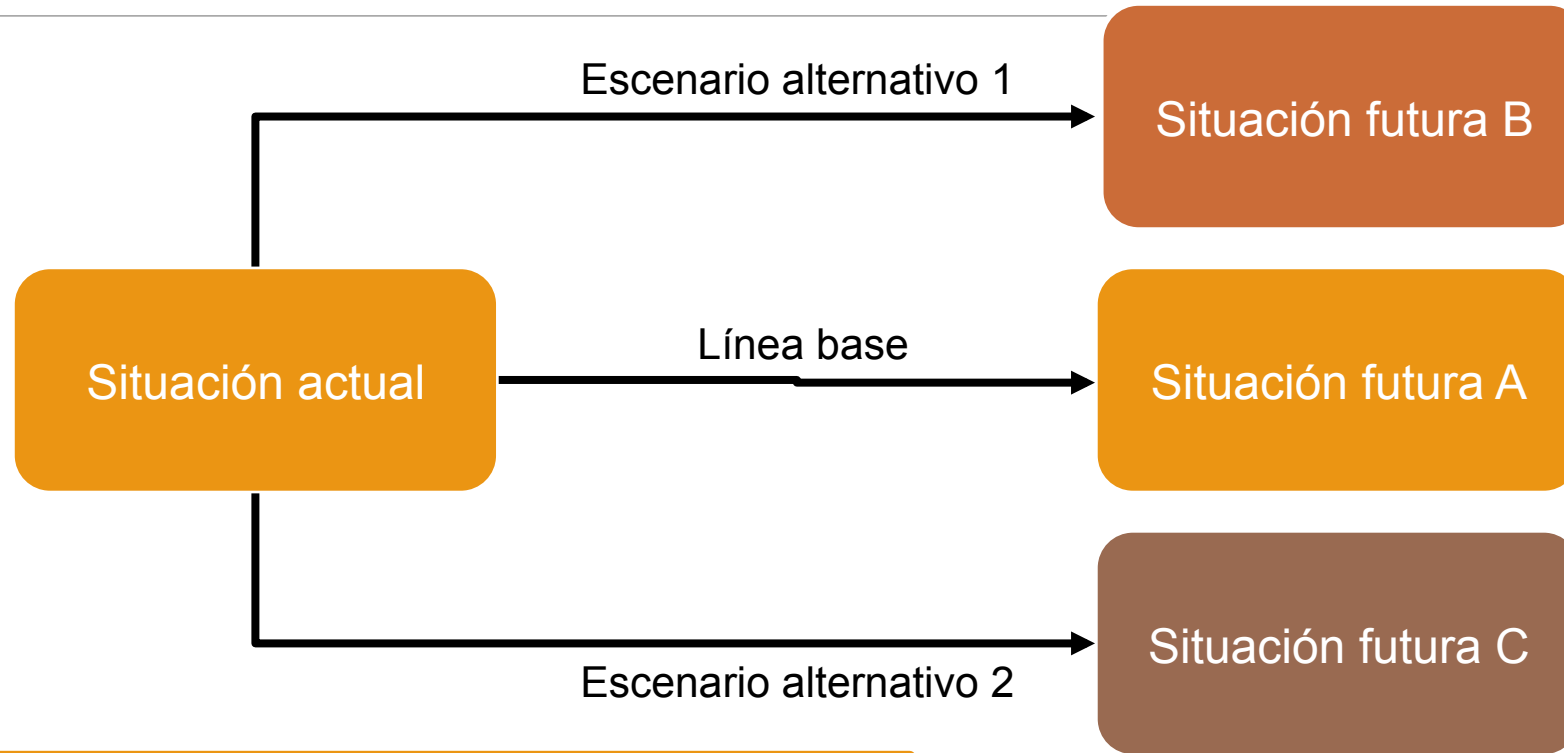 Escenario alternativo 1
Situación futura B
Línea base
Situación actual
Situación futura A
Situación futura C
Escenario alternativo 2